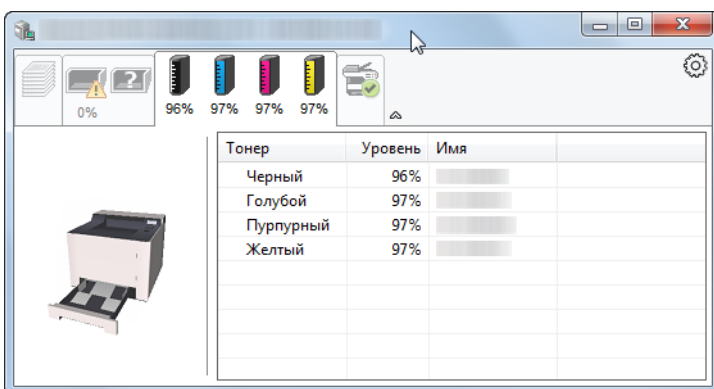 0%
96% 97% 97% 97%
Тонер Уровень Имя
Черный 96%
Голубой 97%
Пурпурный 97%
Желтый 97%